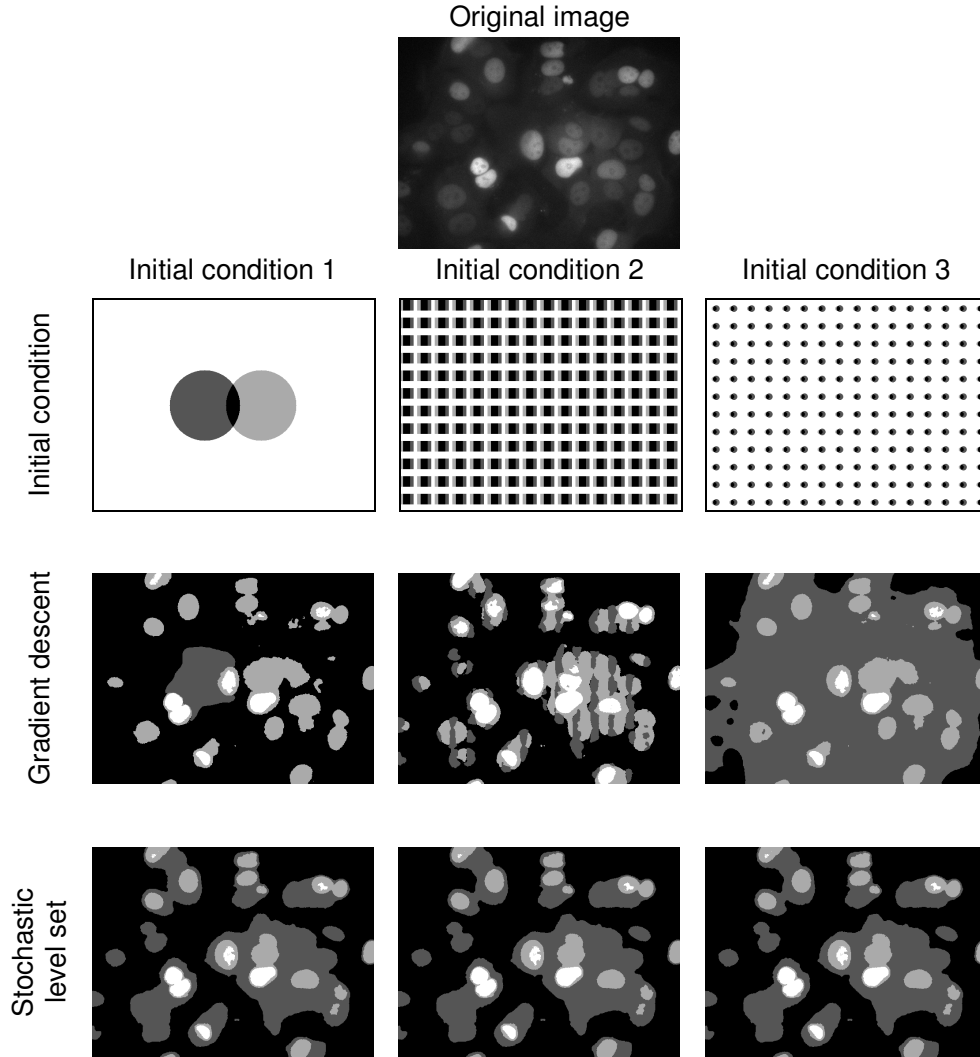 Original image
Initial condition 1
Initial condition 2
Initial condition 3
Initial condition
Gradient descent
Stochastic
level set